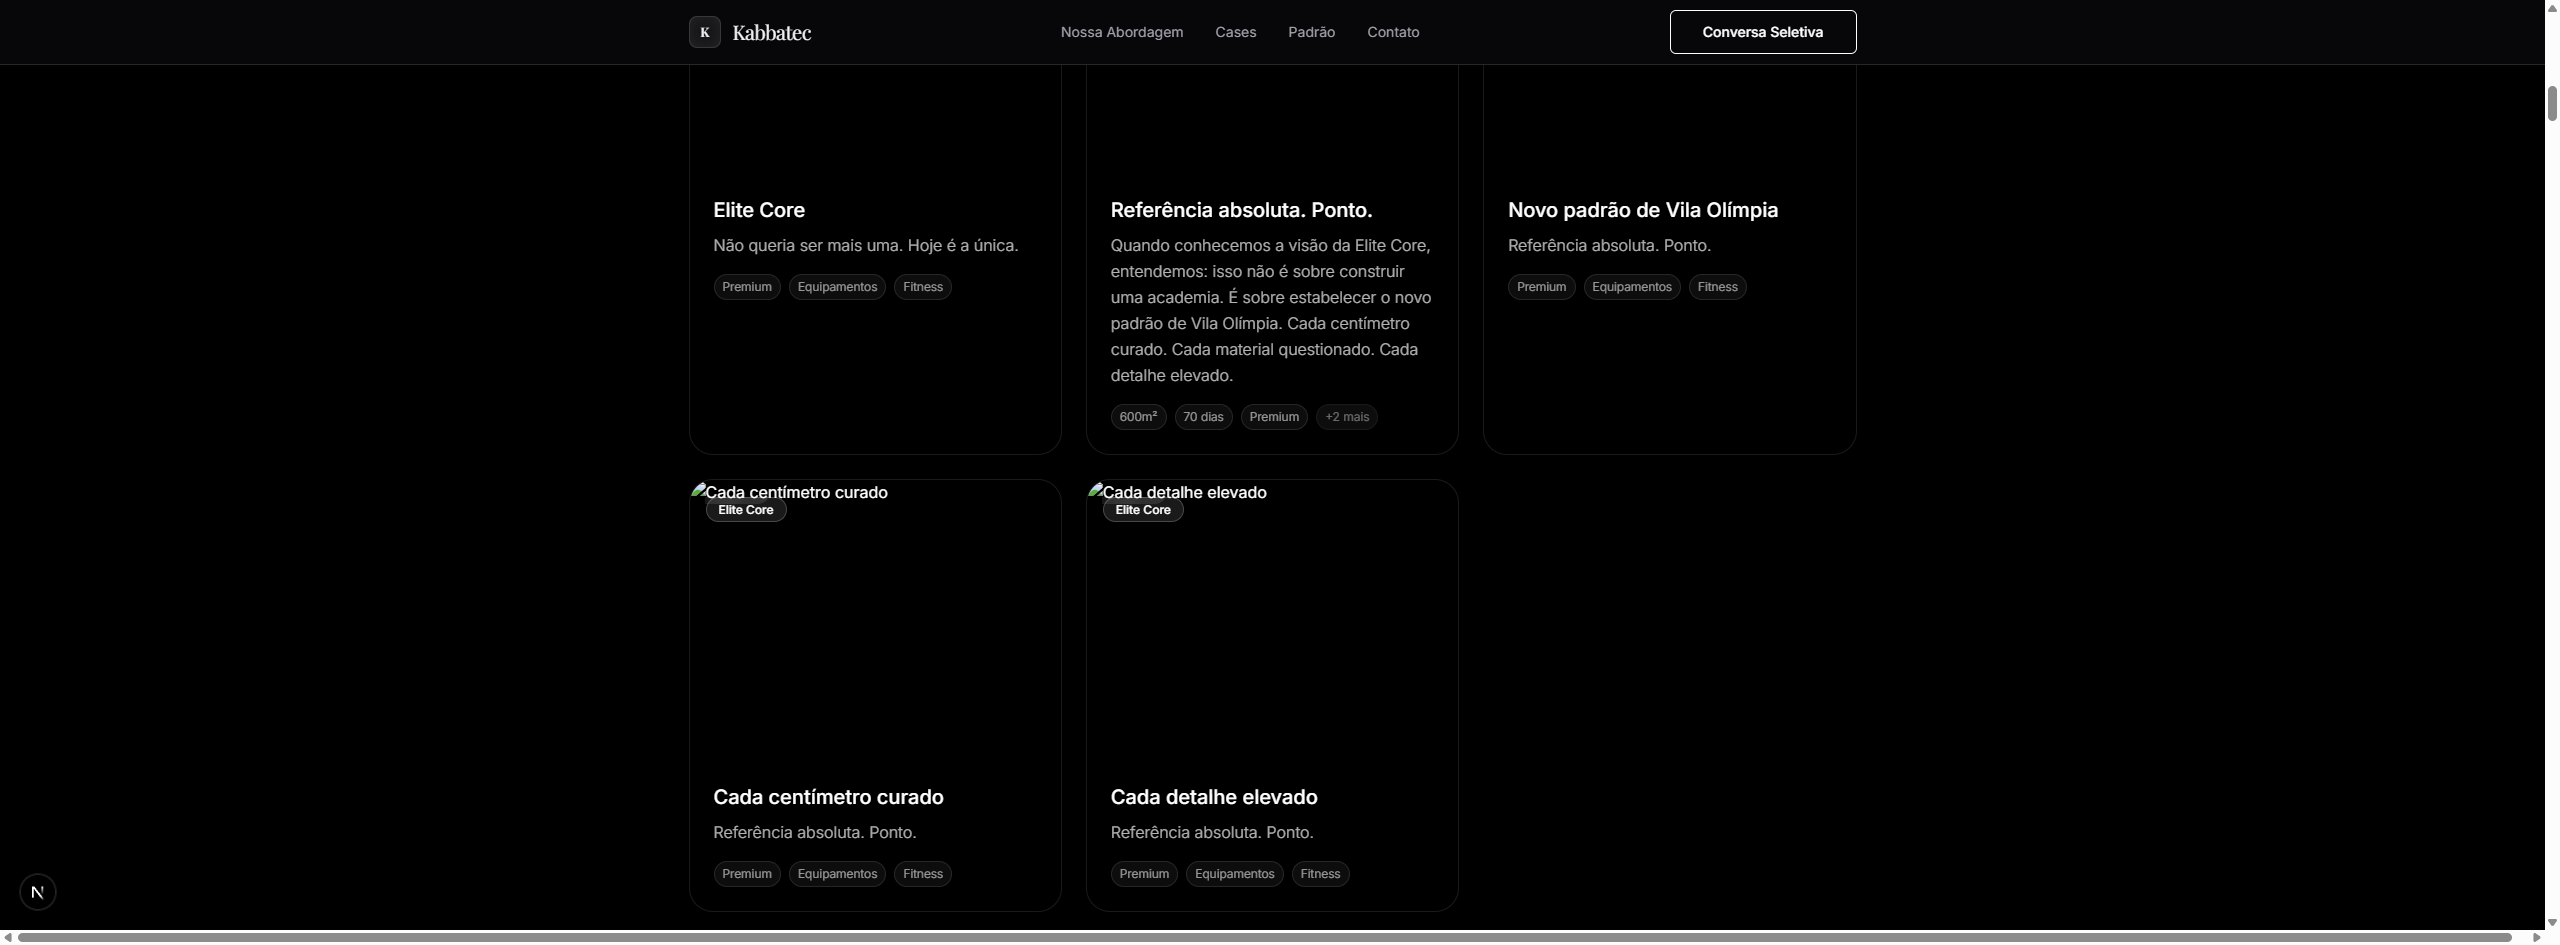 K
Kabbatec
Nossa Abordagem
Cases
Padrão
Contato
Conversa Seletiva
Elite Core
Não queria ser mais uma. Hoje é a única.
Premium
Equipamentos
Fitness
Referência absoluta. Ponto.
Quando conhecemos a visão da Elite Core,
entendemos: isso não é sobre construir
uma academia. É sobre estabelecer o novo
padrão de Vila Olímpia. Cada centímetro
curado. Cada material questionado. Cada
detalhe elevado.
600m²
70 dias
Premium
+2 mais
Novo padrão de Vila Olímpia
Referência absoluta. Ponto.
Premium
Equipamentos
Fitness
Cada centímetro curado
Elite Core
Cada centímetro curado
Referência absoluta. Ponto.
Premium
Equipamentos
Fitness
Cada detalhe elevado
Elite Core
Cada detalhe elevado
Referência absoluta. Ponto.
Premium
Equipamentos
Fitness
N